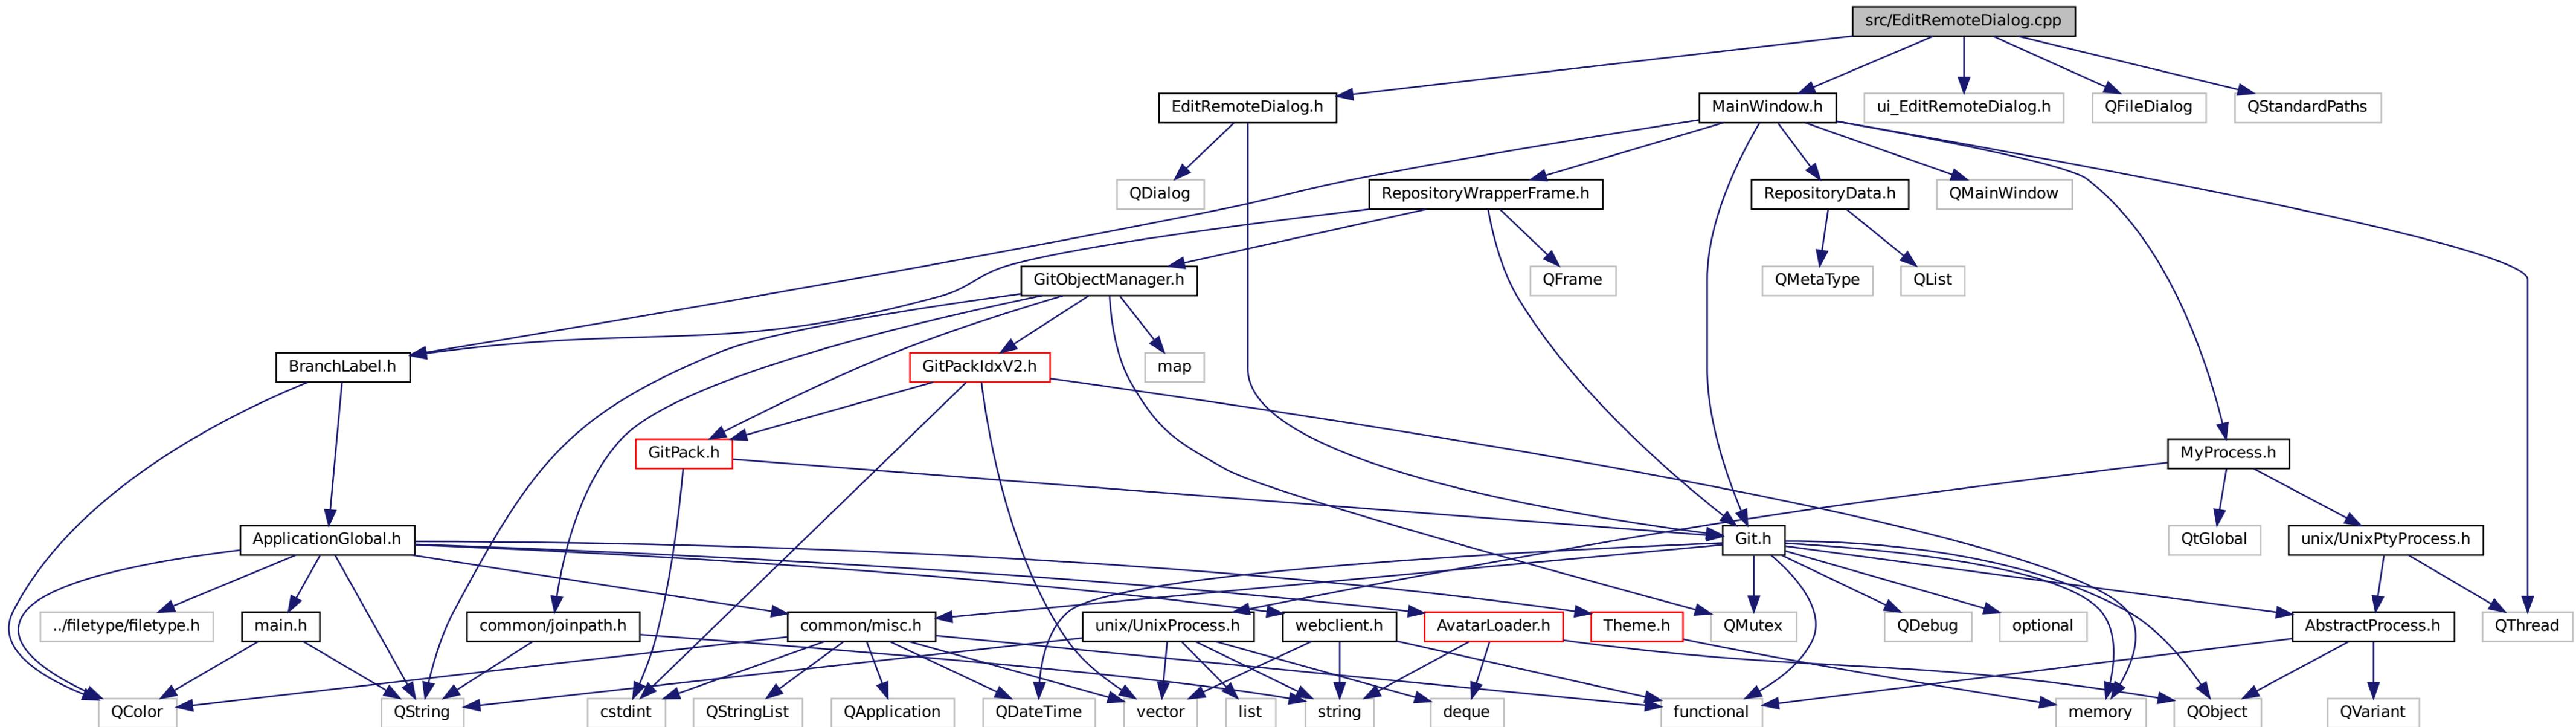 src/EditRemoteDialog.cpp
EditRemoteDialog.h
MainWindow.h
ui_EditRemoteDialog.h
QFileDialog
QStandardPaths
QDialog
RepositoryWrapperFrame.h
RepositoryData.h
QMainWindow
GitObjectManager.h
QFrame
QMetaType
QList
BranchLabel.h
GitPackIdxV2.h
map
GitPack.h
MyProcess.h
ApplicationGlobal.h
Git.h
QtGlobal
unix/UnixPtyProcess.h
../filetype/filetype.h
main.h
common/joinpath.h
common/misc.h
unix/UnixProcess.h
webclient.h
AvatarLoader.h
Theme.h
QMutex
QDebug
optional
AbstractProcess.h
QThread
QColor
QString
cstdint
QStringList
QApplication
QDateTime
vector
list
string
deque
functional
memory
QObject
QVariant